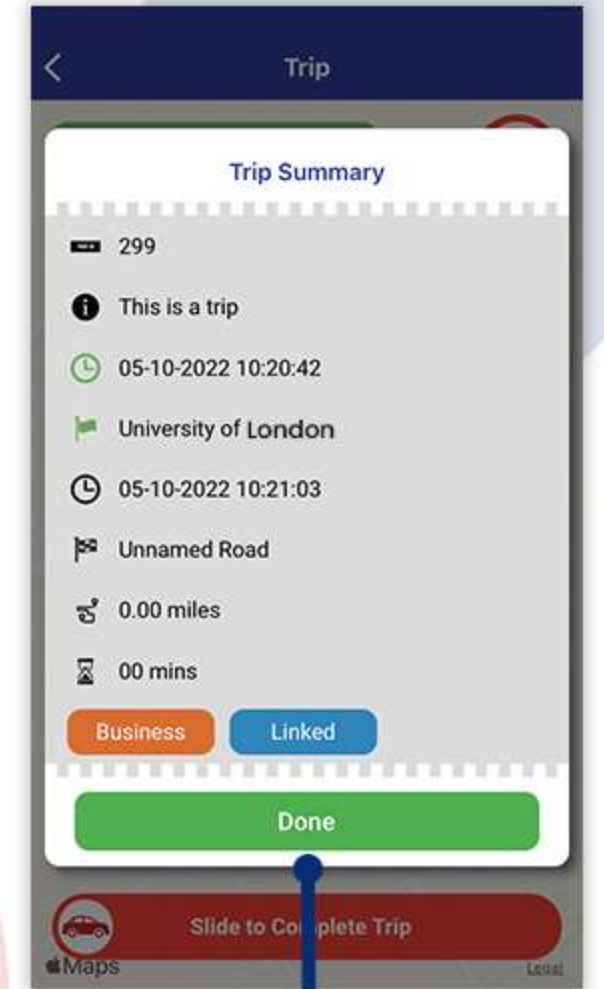 Trip
Trip Summary
299
This is a trip
05-10-2022 10:20:42
University of London
05-10-2022 10:21:03
Unnamed Road
0.00 miles
00 mins
Business Linked
Done
Slide to Complete Trip
Maps Legal